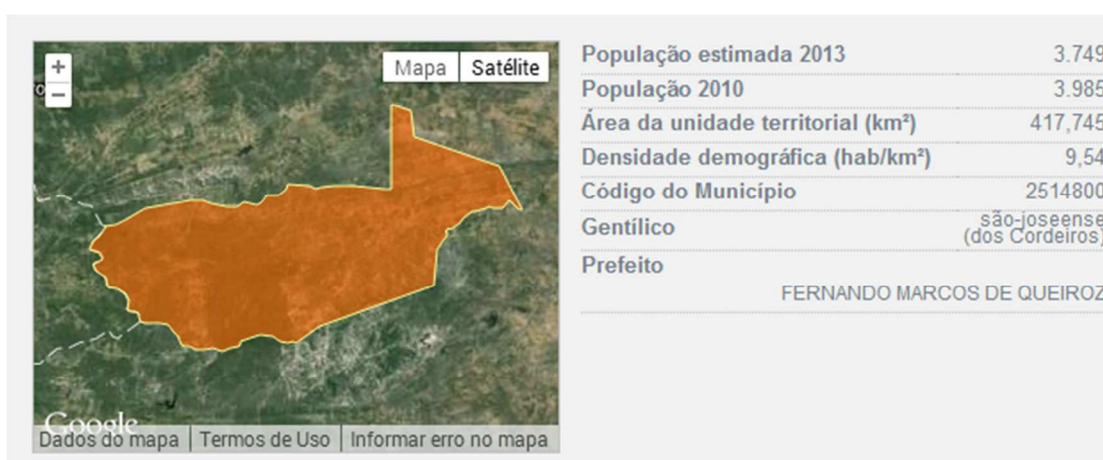 +
−
Mapa
Satélite
Google
Dados do mapa
Termos de Uso
Informar erro no mapa
População estimada 2013 3.749
População 2010 3.985
Área da unidade territorial (km²) 417,745
Densidade demográfica (hab/km²) 9,54
Código do Município 2514800
Gentílico são-joseense
(dos Cordeiros)
Prefeito
FERNANDO MARCOS DE QUEIROZ